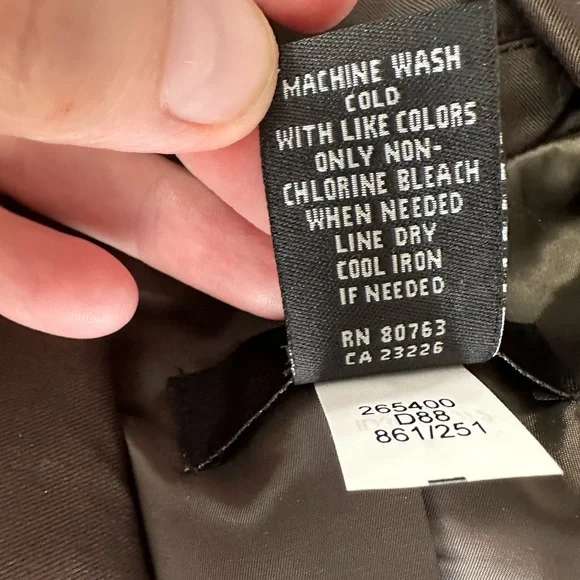 MACHINE WASH
COLD
WITH LIKE COLORS
ONLY NON-
CHLORINE BLEACH
WHEN NEEDED
LINE DRY
COOL IRON
IF NEEDED
RN 80763
CA 23226
265400
D88
861/251